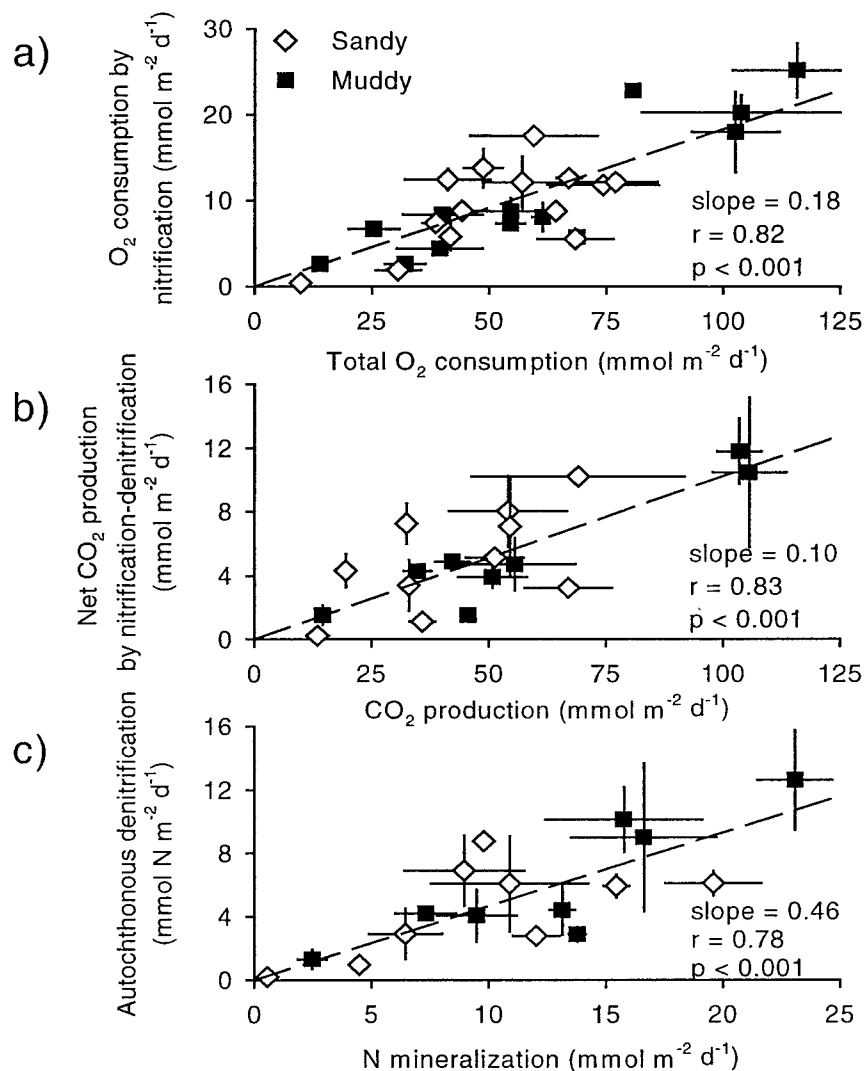 a)
Sandy
Muddy
O₂ consumption by
nitrification (mmol m⁻² d⁻¹)
30
20
10
0
slope = 0.18
r = 0.82
p < 0.001
0 25 50 75 100 125
Total O₂ consumption (mmol m⁻² d⁻¹)
b)
Net CO₂ production
by nitrification-denitrification
(mmol m⁻² d⁻¹)
16
12
8
4
0
slope = 0.10
r = 0.83
p < 0.001
0 25 50 75 100 125
CO₂ production (mmol m⁻² d⁻¹)
c)
Autochthonous denitrification
(mmol N m⁻² d⁻¹)
16
12
8
4
0
slope = 0.46
r = 0.78
p < 0.001
0 5 10 15 20 25
N mineralization (mmol m⁻² d⁻¹)